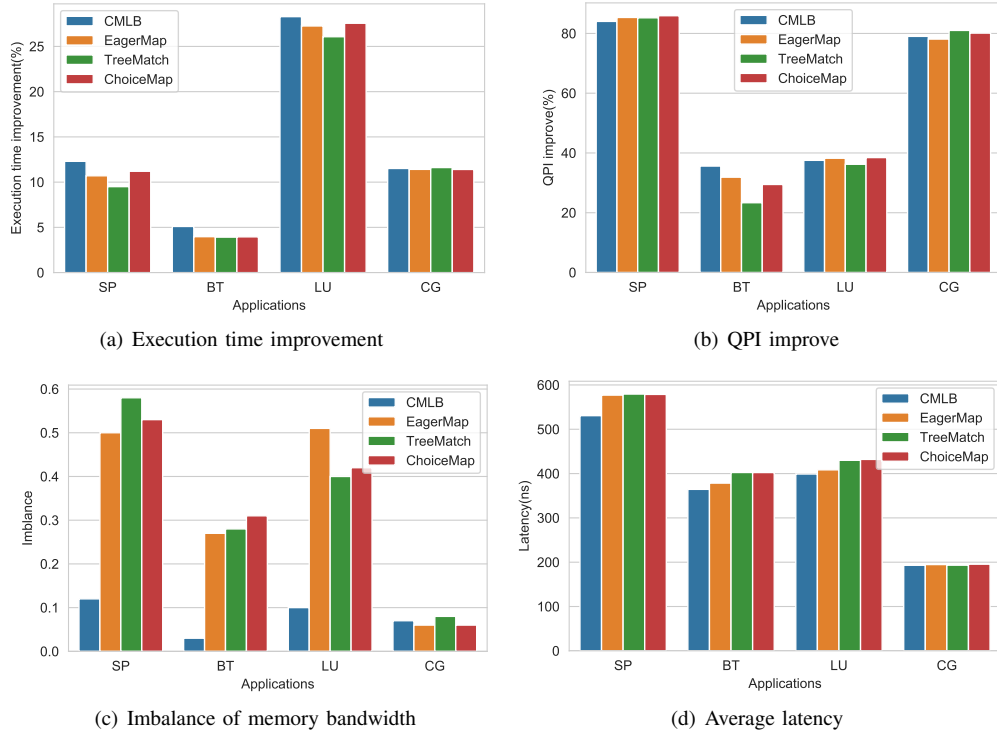 CMLB
EagerMap
TreeMatch
ChoiceMap
Execution time improvement(%)
25
20
15
10
5
0
SP BT LU CG
Applications
(a) Execution time improvement
CMLB
EagerMap
TreeMatch
ChoiceMap
QPI improve(%)
80
60
40
20
0
SP BT LU CG
Applications
(b) QPI improve
CMLB
EagerMap
TreeMatch
ChoiceMap
Imblance
0.6
0.5
0.4
0.3
0.2
0.1
0.0
SP BT LU CG
Applications
(c) Imbalance of memory bandwidth
CMLB
EagerMap
TreeMatch
ChoiceMap
Latency(ns)
600
500
400
300
200
100
0
SP BT LU CG
Applications
(d) Average latency